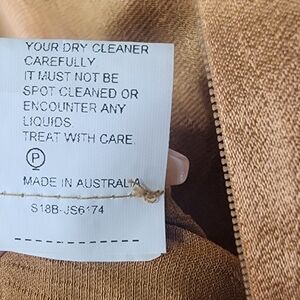 YOUR DRY CLEANER
CAREFULLY
IT MUST NOT BE
SPOT CLEANED OR
ENCOUNTER ANY
LIQUIDS
TREAT WITH CARE.
P
MADE IN AUSTRALIA
S18B-JS6174